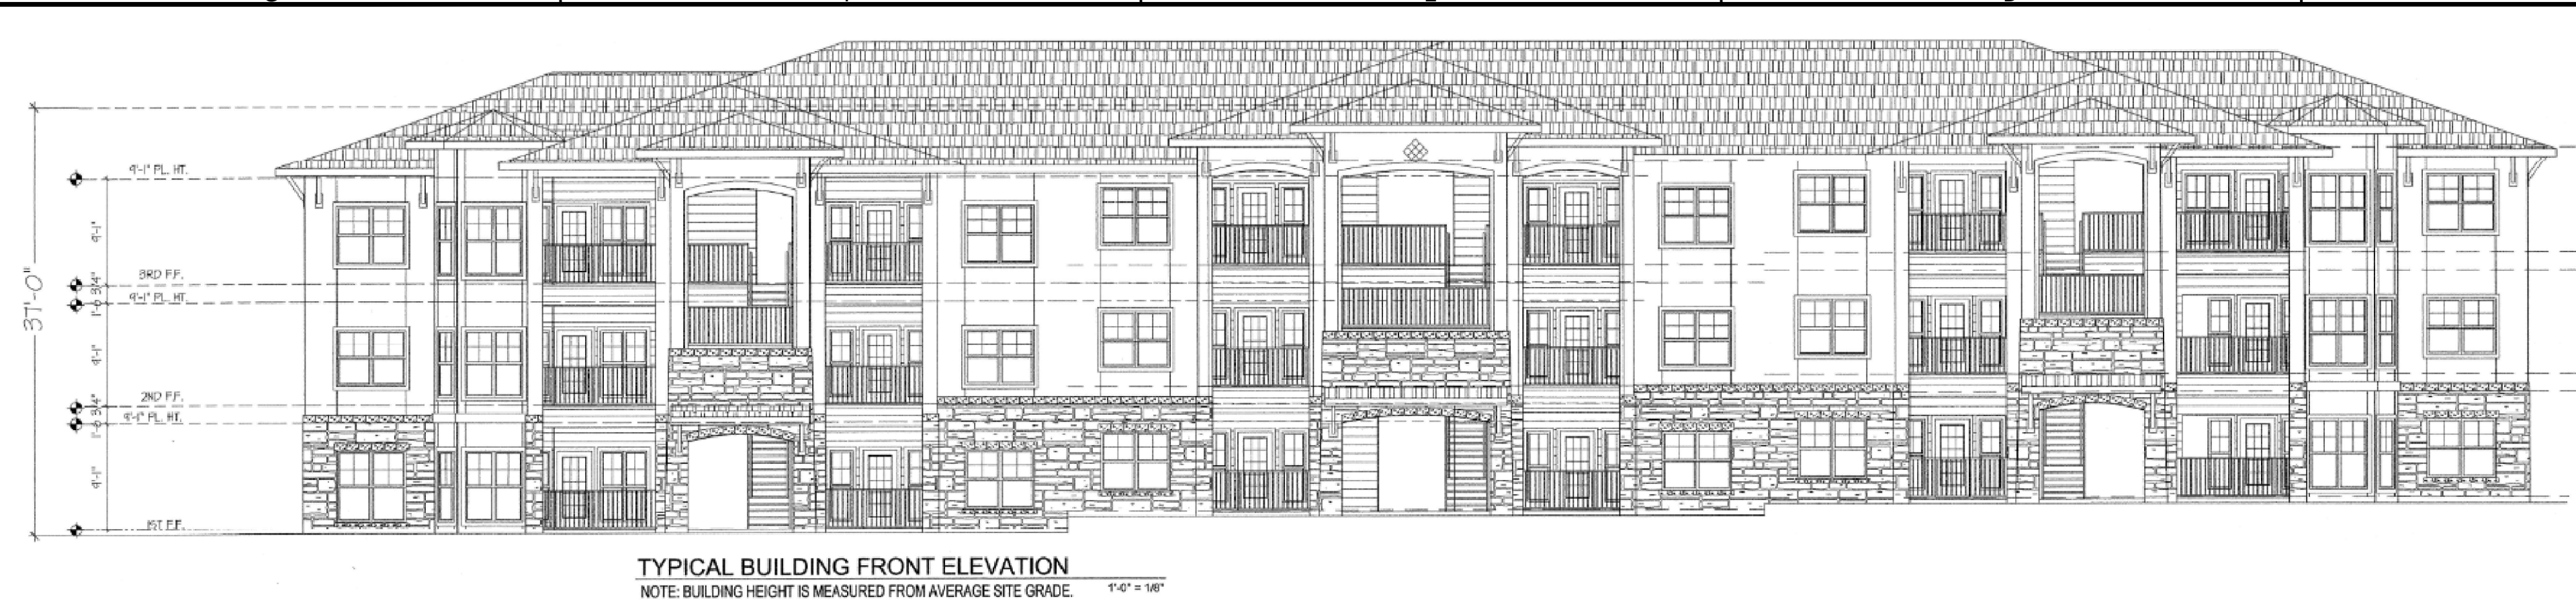 9'-1" PL. HT.
9'-1"
3RD F.F.
1'-0 3/4"
9'-1" PL. HT.
37'-0"
9'-1"
2ND F.F.
1'-0 3/4"
9'-1" PL. HT.
9'-1"
1ST F.F.
TYPICAL BUILDING FRONT ELEVATION
NOTE: BUILDING HEIGHT IS MEASURED FROM AVERAGE SITE GRADE. 1'-0" = 1/8"